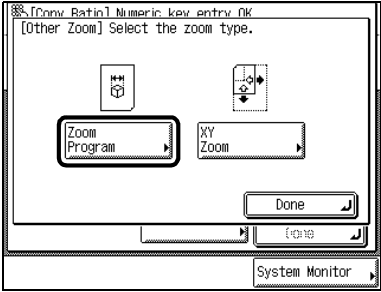 [Copy Ratio] Numeric key entry OK
[Other Zoom] Select the zoom type.
Zoom
Program
XY
Zoom
Done
Done
System Monitor